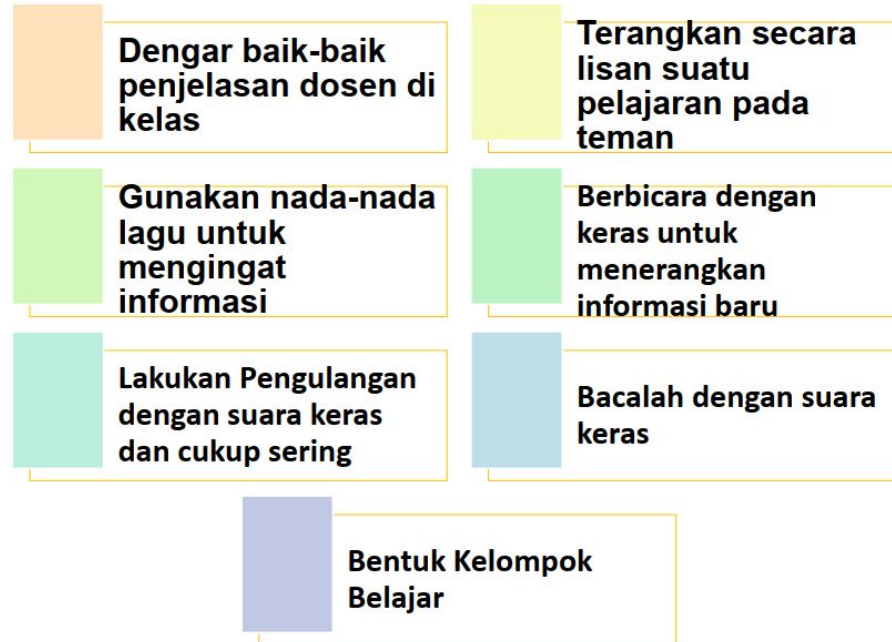 Dengar baik-baik
penjelasan dosen di
kelas
Terangkan secara
lisan suatu
pelajaran pada
teman
Gunakan nada-nada
lagu untuk
mengingat
informasi
Berbicara dengan
keras untuk
menerangkan
informasi baru
Lakukan Pengulangan
dengan suara keras
dan cukup sering
Bacalah dengan suara
keras
Bentuk Kelompok
Belajar